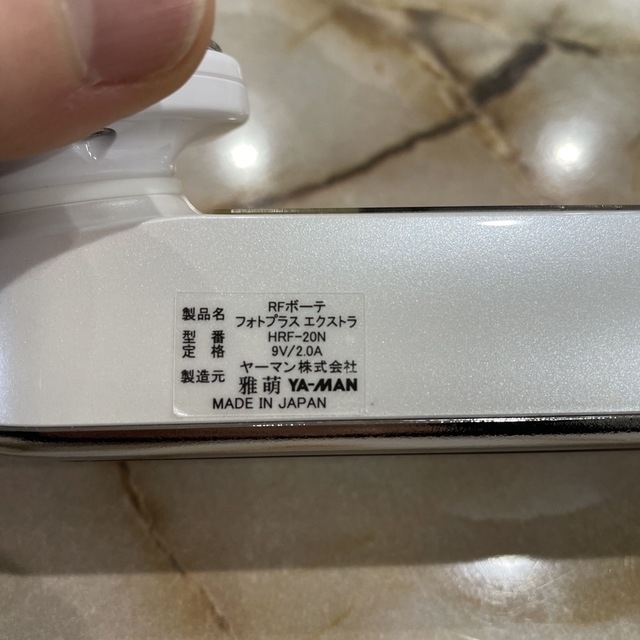 製品名 RFボーテ
フォトプラス エクストラ
型 番 HRF-20N
定 格 9V/2.0A
製造元 ヤーマン株式会社
雅萌 YA-MAN
MADE IN JAPAN